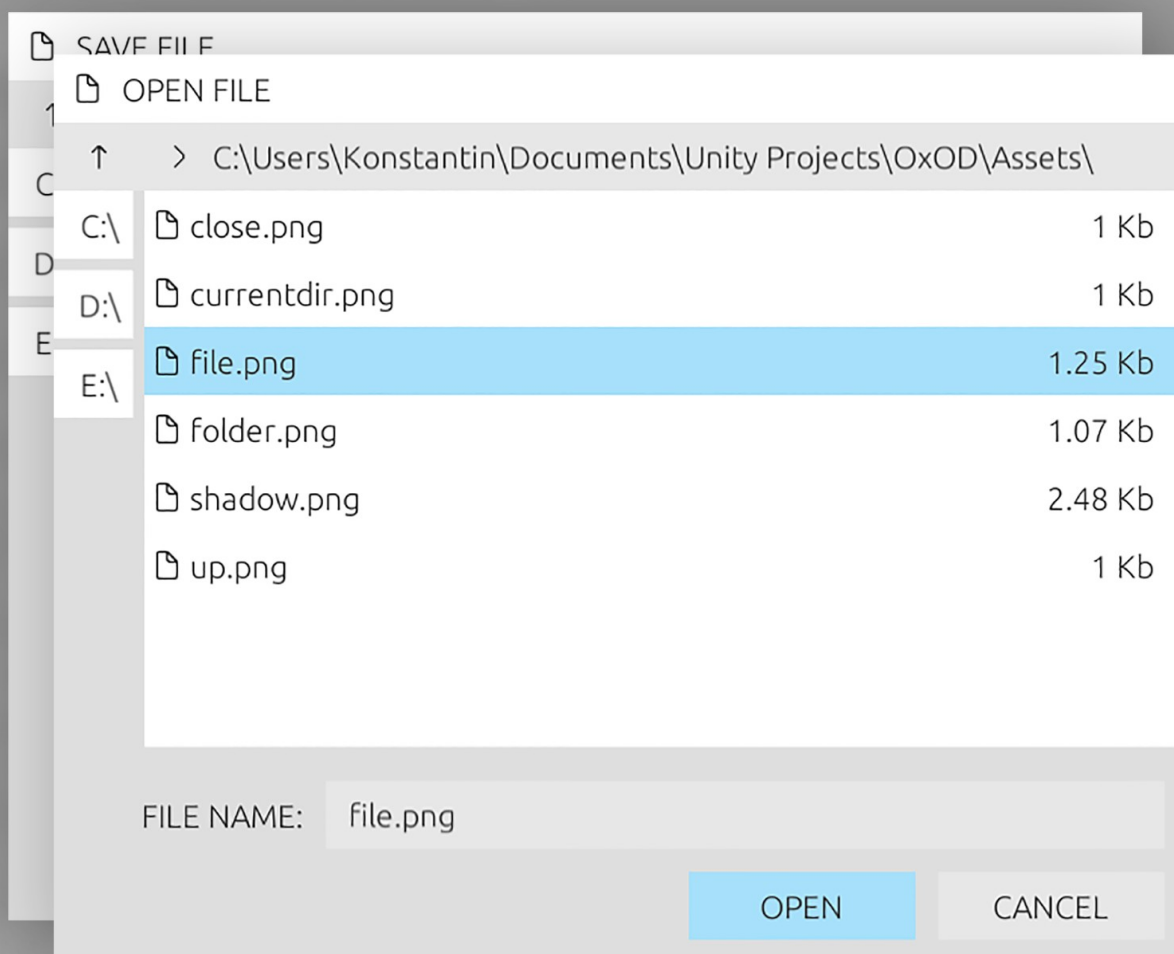 SAVE FILE
OPEN FILE
↑ > C:\Users\Konstantin\Documents\Unity Projects\OxOD\Assets\
C:\ close.png 1 Kb
currentdir.png 1 Kb
D:\
file.png 1.25 Kb
E:\
folder.png 1.07 Kb
shadow.png 2.48 Kb
up.png 1 Kb
FILE NAME: file.png
OPEN CANCEL